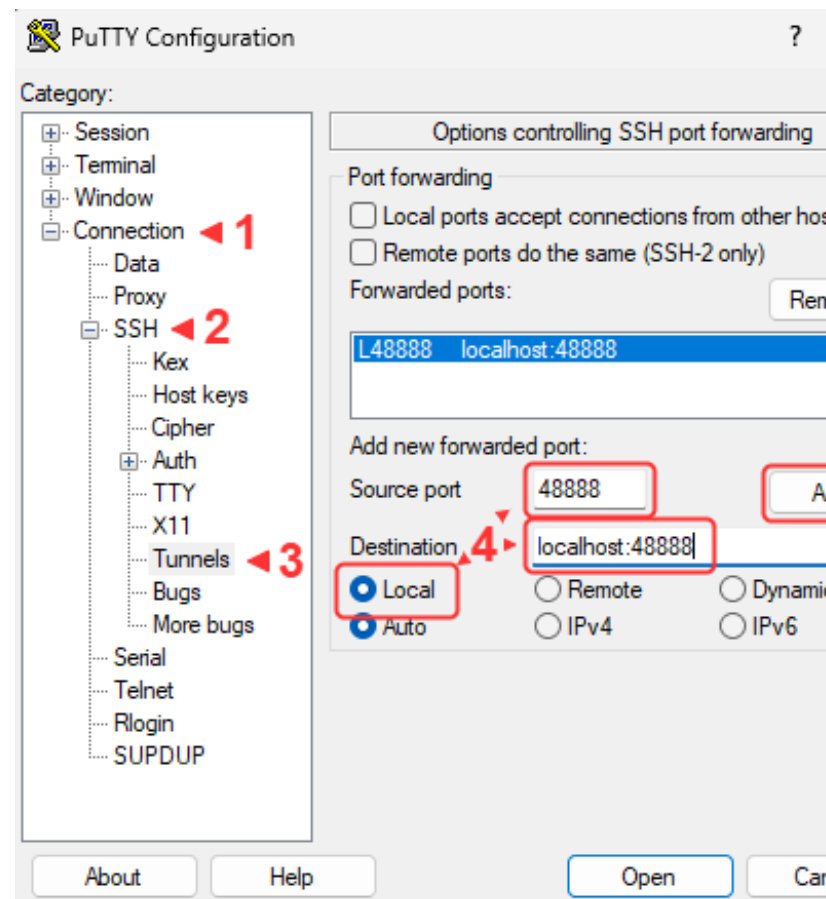 PuTTY Configuration ?
Category:
Session
Terminal
Window
Connection 1
Data
Proxy
SSH 2
Kex
Host keys
Cipher
Auth
TTY
X11
Tunnels 3
Bugs
More bugs
Serial
Telnet
Rlogin
SUPDUP
Options controlling SSH port forwarding
Port forwarding
Local ports accept connections from other hos
Remote ports do the same (SSH-2 only)
Forwarded ports: Rem
L48888 localhost:48888
Add new forwarded port:
Source port 48888 A
Destination 4 localhost:48888
Local Remote Dynamic
Auto IPv4 IPv6
About Help Open Can